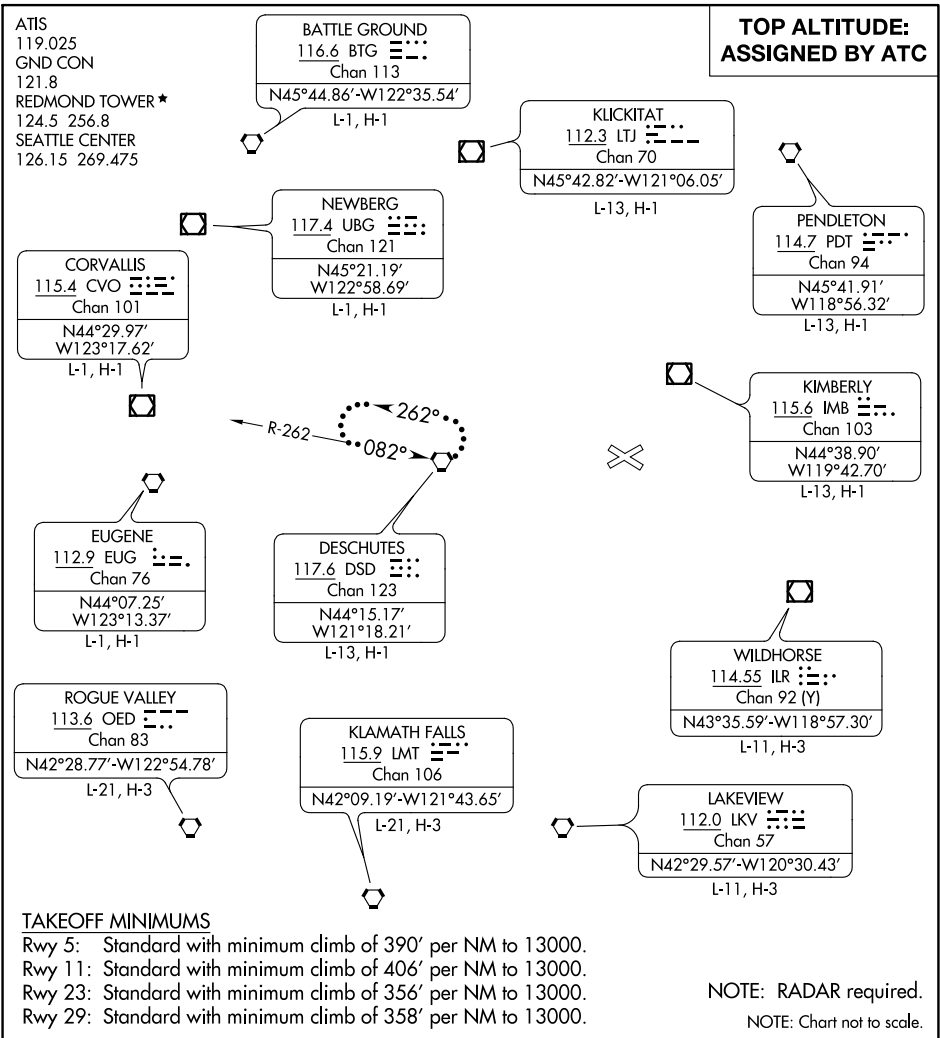 ATIS
119.025
GND CON
121.8
REDMOND TOWER ★
124.5 256.8
SEATTLE CENTER
126.15 269.475
TOP ALTITUDE:
ASSIGNED BY ATC
BATTLE GROUND
116.6 BTG
Chan 113
N45°44.86'-W122°35.54'
L-1, H-1
KLICKITAT
112.3 LTJ
Chan 70
N45°42.82'-W121°06.05'
L-13, H-1
NEWBERG
117.4 UBG
Chan 121
N45°21.19'
W122°58.69'
L-1, H-1
PENDLETON
114.7 PDT
Chan 94
N45°41.91'
W118°56.32'
L-13, H-1
CORVALLIS
115.4 CVO
Chan 101
N44°29.97'
W123°17.62'
L-1, H-1
KIMBERLY
115.6 IMB
Chan 103
N44°38.90'
W119°42.70'
L-13, H-1
262°
R-262
082°
EUGENE
112.9 EUG
Chan 76
N44°07.25'
W123°13.37'
L-1, H-1
DESCHUTES
117.6 DSD
Chan 123
N44°15.17'
W121°18.21'
L-13, H-1
WILDHORSE
114.55 ILR
Chan 92 (Y)
N43°35.59'-W118°57.30'
L-11, H-3
ROGUE VALLEY
113.6 OED
Chan 83
N42°28.77'-W122°54.78'
L-21, H-3
KLAMATH FALLS
115.9 LMT
Chan 106
N42°09.19'-W121°43.65'
L-21, H-3
LAKEVIEW
112.0 LKV
Chan 57
N42°29.57'-W120°30.43'
L-11, H-3
TAKEOFF MINIMUMS
Rwy 5: Standard with minimum climb of 390' per NM to 13000.
Rwy 11: Standard with minimum climb of 406' per NM to 13000.
Rwy 23: Standard with minimum climb of 356' per NM to 13000.
Rwy 29: Standard with minimum climb of 358' per NM to 13000.
NOTE: RADAR required.
NOTE: Chart not to scale.